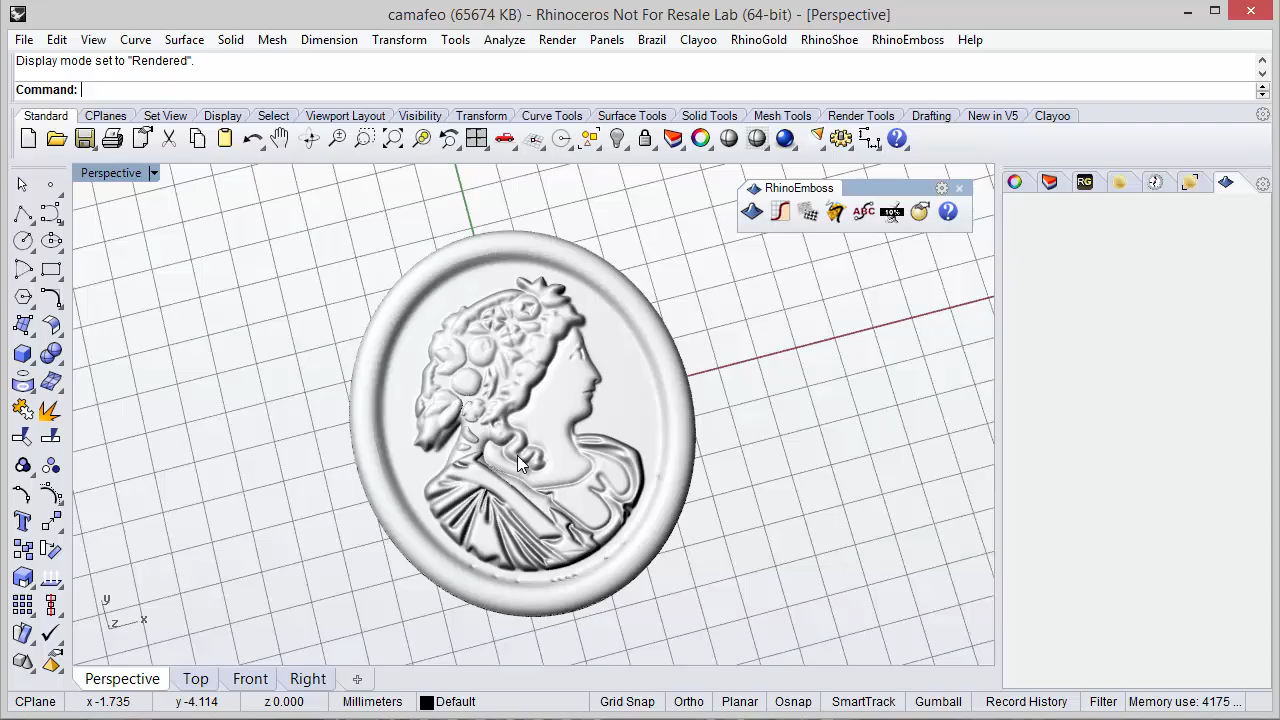 camafeo (65674 KB) - Rhinoceros Not For Resale Lab (64-bit) - [Perspective]
File Edit View Curve Surface Solid Mesh Dimension Transform Tools Analyze Render Panels Brazil Clayoo RhinoGold RhinoShoe RhinoEmboss Help
Display mode set to "Rendered".
Command:
Standard CPlanes Set View Display Select Viewport Layout Visibility Transform Curve Tools Surface Tools Solid Tools Mesh Tools Render Tools Drafting New in V5 Clayoo
Perspective
RhinoEmboss
RG
ABC
10%
y
z x
Perspective Top Front Right
CPlane x -1.735 y -4.114 z 0.000 Millimeters Default Grid Snap Ortho Planar Osnap SmartTrack Gumball Record History Filter Memory use: 4175 ...